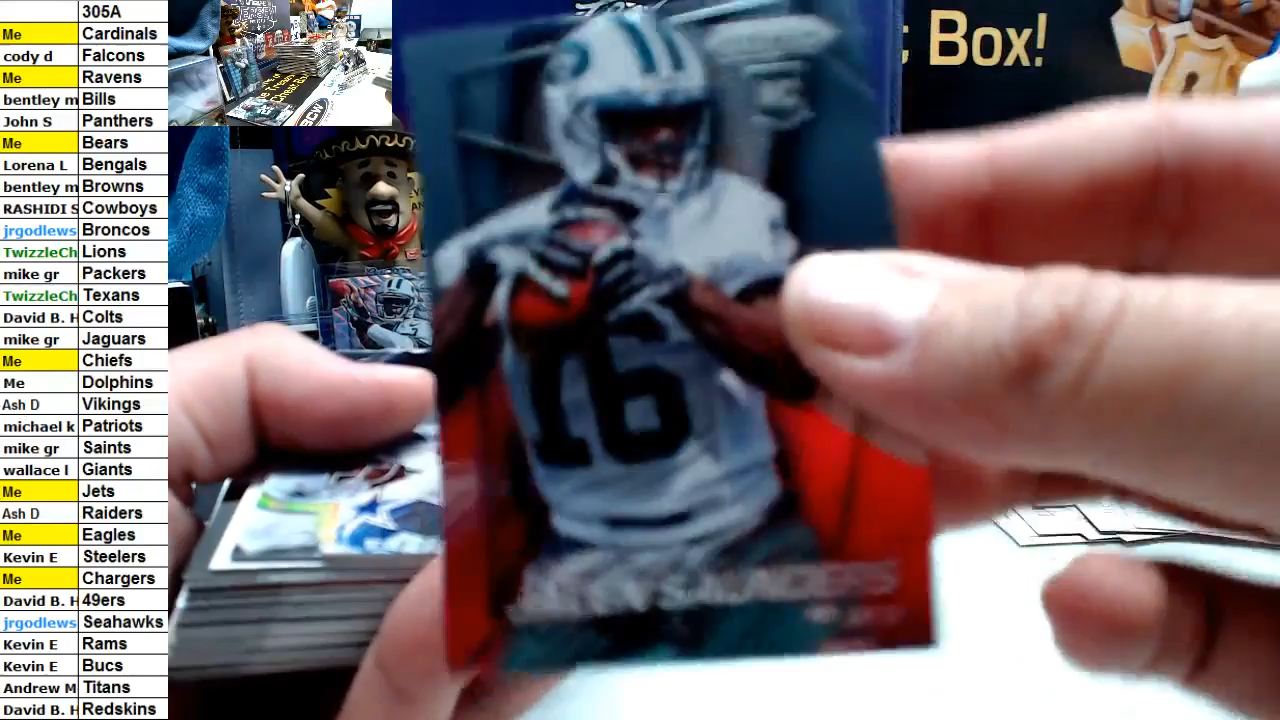 305A
Me Cardinals
cody d Falcons
Me Ravens
bentley m Bills
John S Panthers
Me Bears
Lorena L Bengals
bentley m Browns
RASHIDI S Cowboys
jrgodlews Broncos
TwizzleCh Lions
mike gr Packers
TwizzleCh Texans
David B. H Colts
mike gr Jaguars
Me Chiefs
Me Dolphins
Ash D Vikings
michael k Patriots
mike gr Saints
wallace l Giants
Me Jets
Ash D Raiders
Me Eagles
Kevin E Steelers
Me Chargers
David B. H 49ers
jrgodlews Seahawks
Kevin E Rams
Kevin E Bucs
Andrew M Titans
David B. H Redskins
Box!
16
SAUNDERS